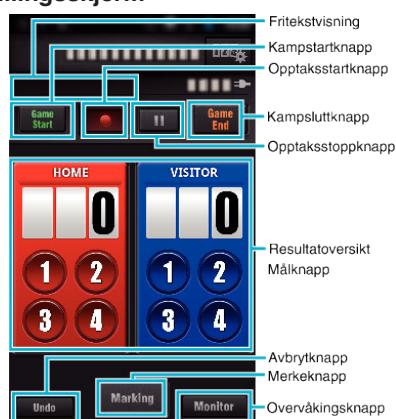 Fritekstvisning
Kampstartknapp
Opptaksstartknapp
Game Start
Game End
Kampsluttknapp
Opptaksstoppknapp
HOME
VISITOR
0
0
1 2
1 2
Resultatoversikt
Målknapp
3 4
3 4
Avbrytknapp
Merkeknapp
Undo
Marking
Monitor
Overvåkingsknapp